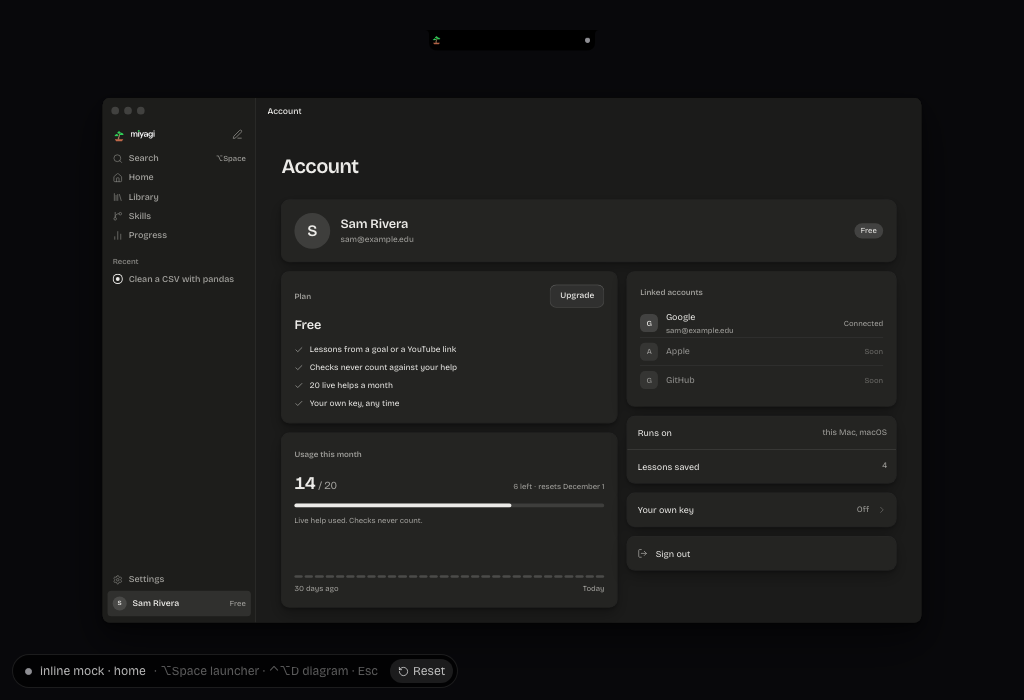 Account
miyagi
Search ⌥Space
Home
Library
Skills
Progress
Recent
Clean a CSV with pandas
Settings
S Sam Rivera Free
Account
S
Sam Rivera
sam@example.edu
Free
Plan
Upgrade
Free
Lessons from a goal or a YouTube link
Checks never count against your help
20 live helps a month
Your own key, any time
Usage this month
14 / 20
6 left · resets December 1
Live help used. Checks never count.
30 days ago Today
Linked accounts
G Google
sam@example.edu
Connected
A Apple Soon
G GitHub Soon
Runs on this Mac, macOS
Lessons saved 4
Your own key Off
Sign out
inline mock · home · ⌥Space launcher · ^⌥D diagram · Esc Reset